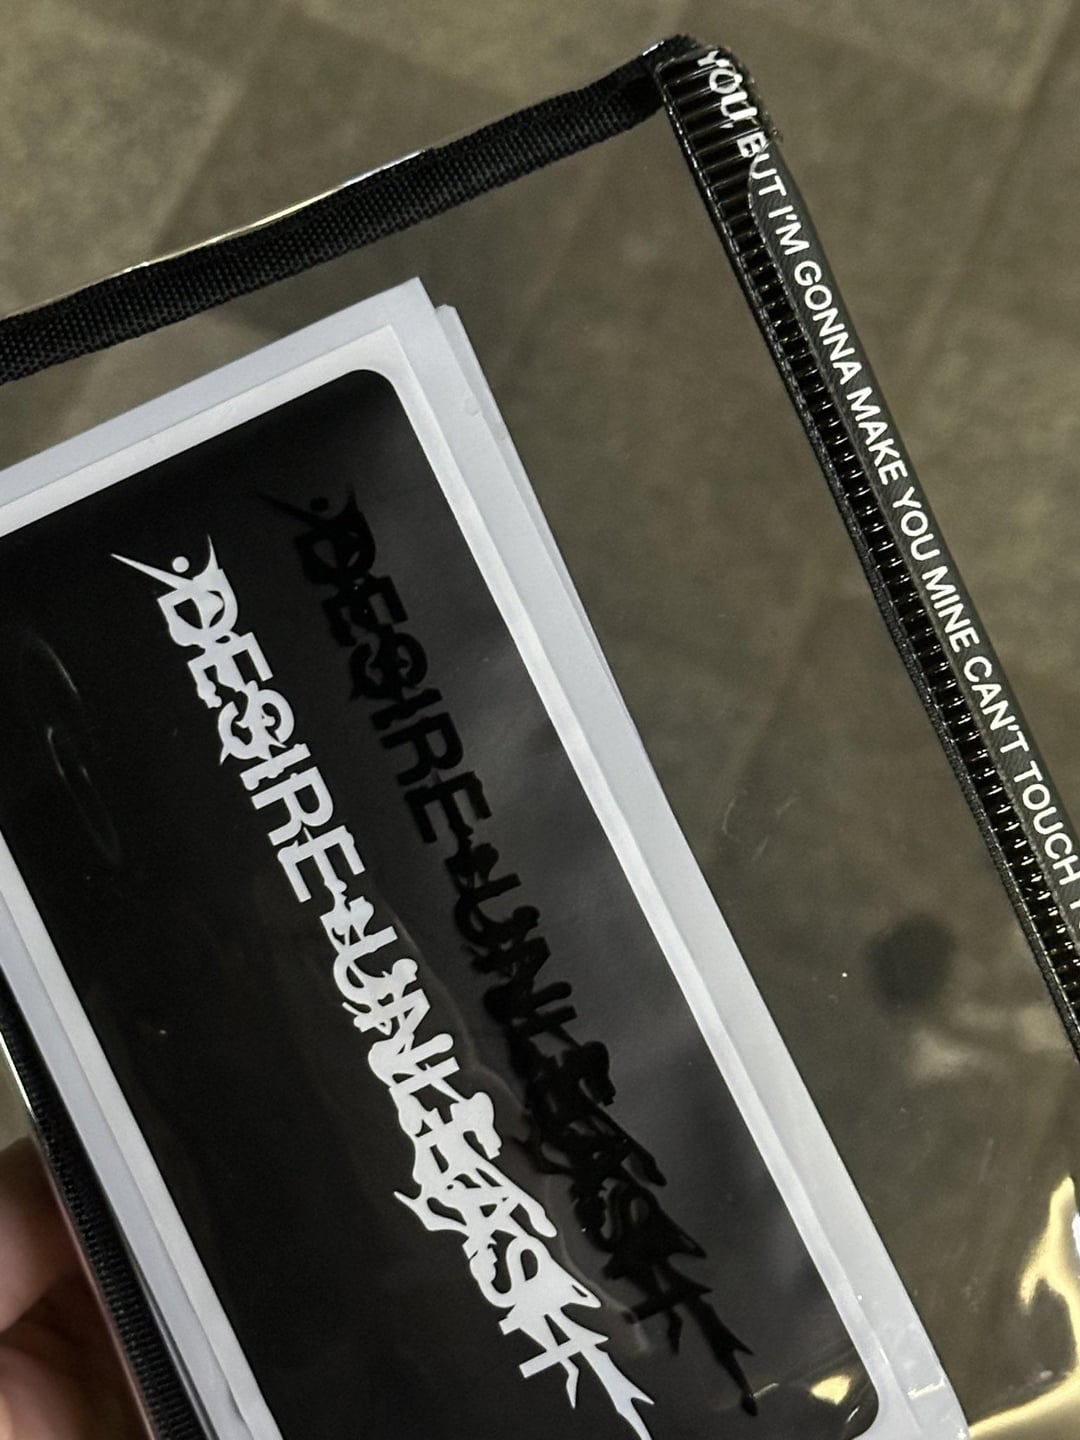 YOU, BUT I'M GONNA MAKE YOU MINE CAN'T TOUCH
DESIRE:UNLEASH
DESIRE:UNLEASH